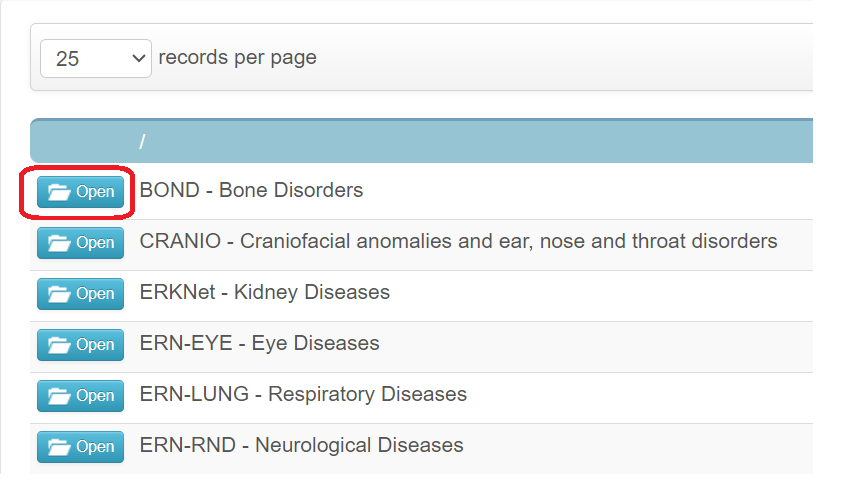 25 records per page
/
Open BOND - Bone Disorders
Open CRANIO - Craniofacial anomalies and ear, nose and throat disorders
Open ERKNet - Kidney Diseases
Open ERN-EYE - Eye Diseases
Open ERN-LUNG - Respiratory Diseases
Open ERN-RND - Neurological Diseases